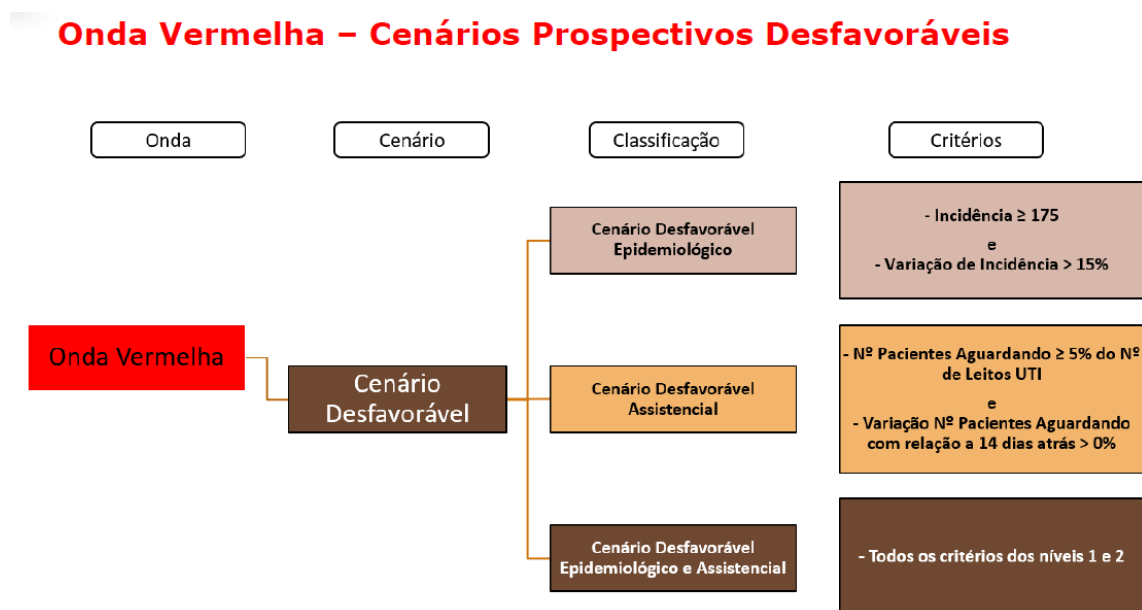 Onda Vermelha – Cenários Prospectivos Desfavoráveis
Onda
Cenário
Classificação
Critérios
Onda Vermelha
Cenário
Desfavorável
Cenário Desfavorável
Epidemiológico
- Incidência ≥ 175
e
- Variação de Incidência > 15%
Cenário Desfavorável
Assistencial
- Nº Pacientes Aguardando ≥ 5% do Nº
de Leitos UTI
e
- Variação Nº Pacientes Aguardando
com relação a 14 dias atrás > 0%
Cenário Desfavorável
Epidemiológico e Assistencial
- Todos os critérios dos níveis 1 e 2